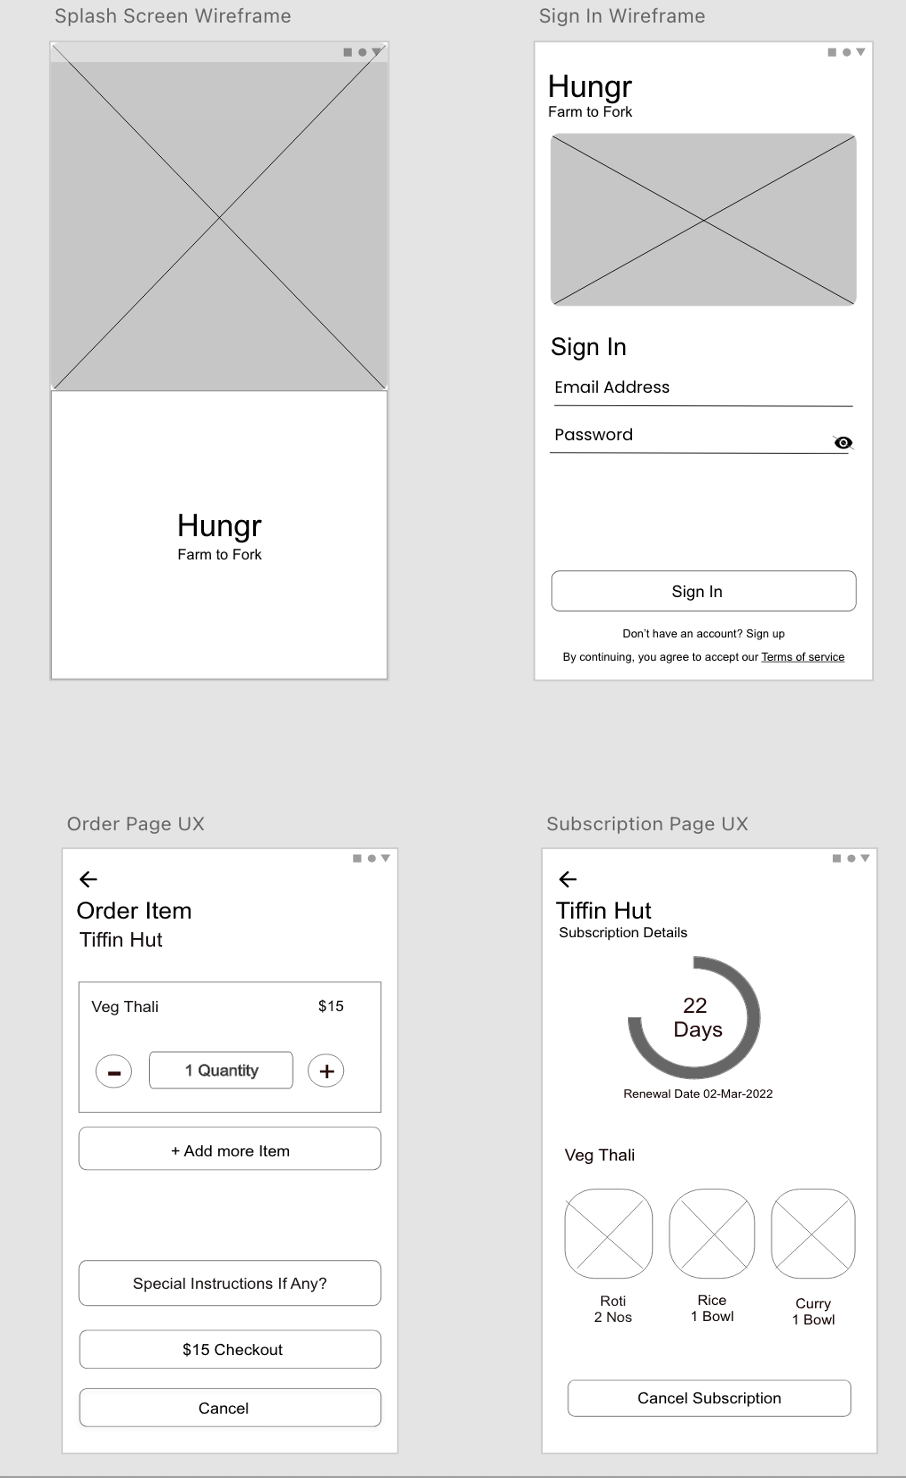 Splash Screen Wireframe
Hungr
Farm to Fork
Sign In Wireframe
Hungr
Farm to Fork
Sign In
Email Address
Password
Sign In
Don't have an account? Sign up
By continuing, you agree to accept our Terms of service
Order Page UX
Order Item
Tiffin Hut
Veg Thali $15
- 1 Quantity +
+ Add more Item
Special Instructions If Any?
$15 Checkout
Cancel
Subscription Page UX
Tiffin Hut
Subscription Details
22
Days
Renewal Date 02-Mar-2022
Veg Thali
Roti
2 Nos
Rice
1 Bowl
Curry
1 Bowl
Cancel Subscription